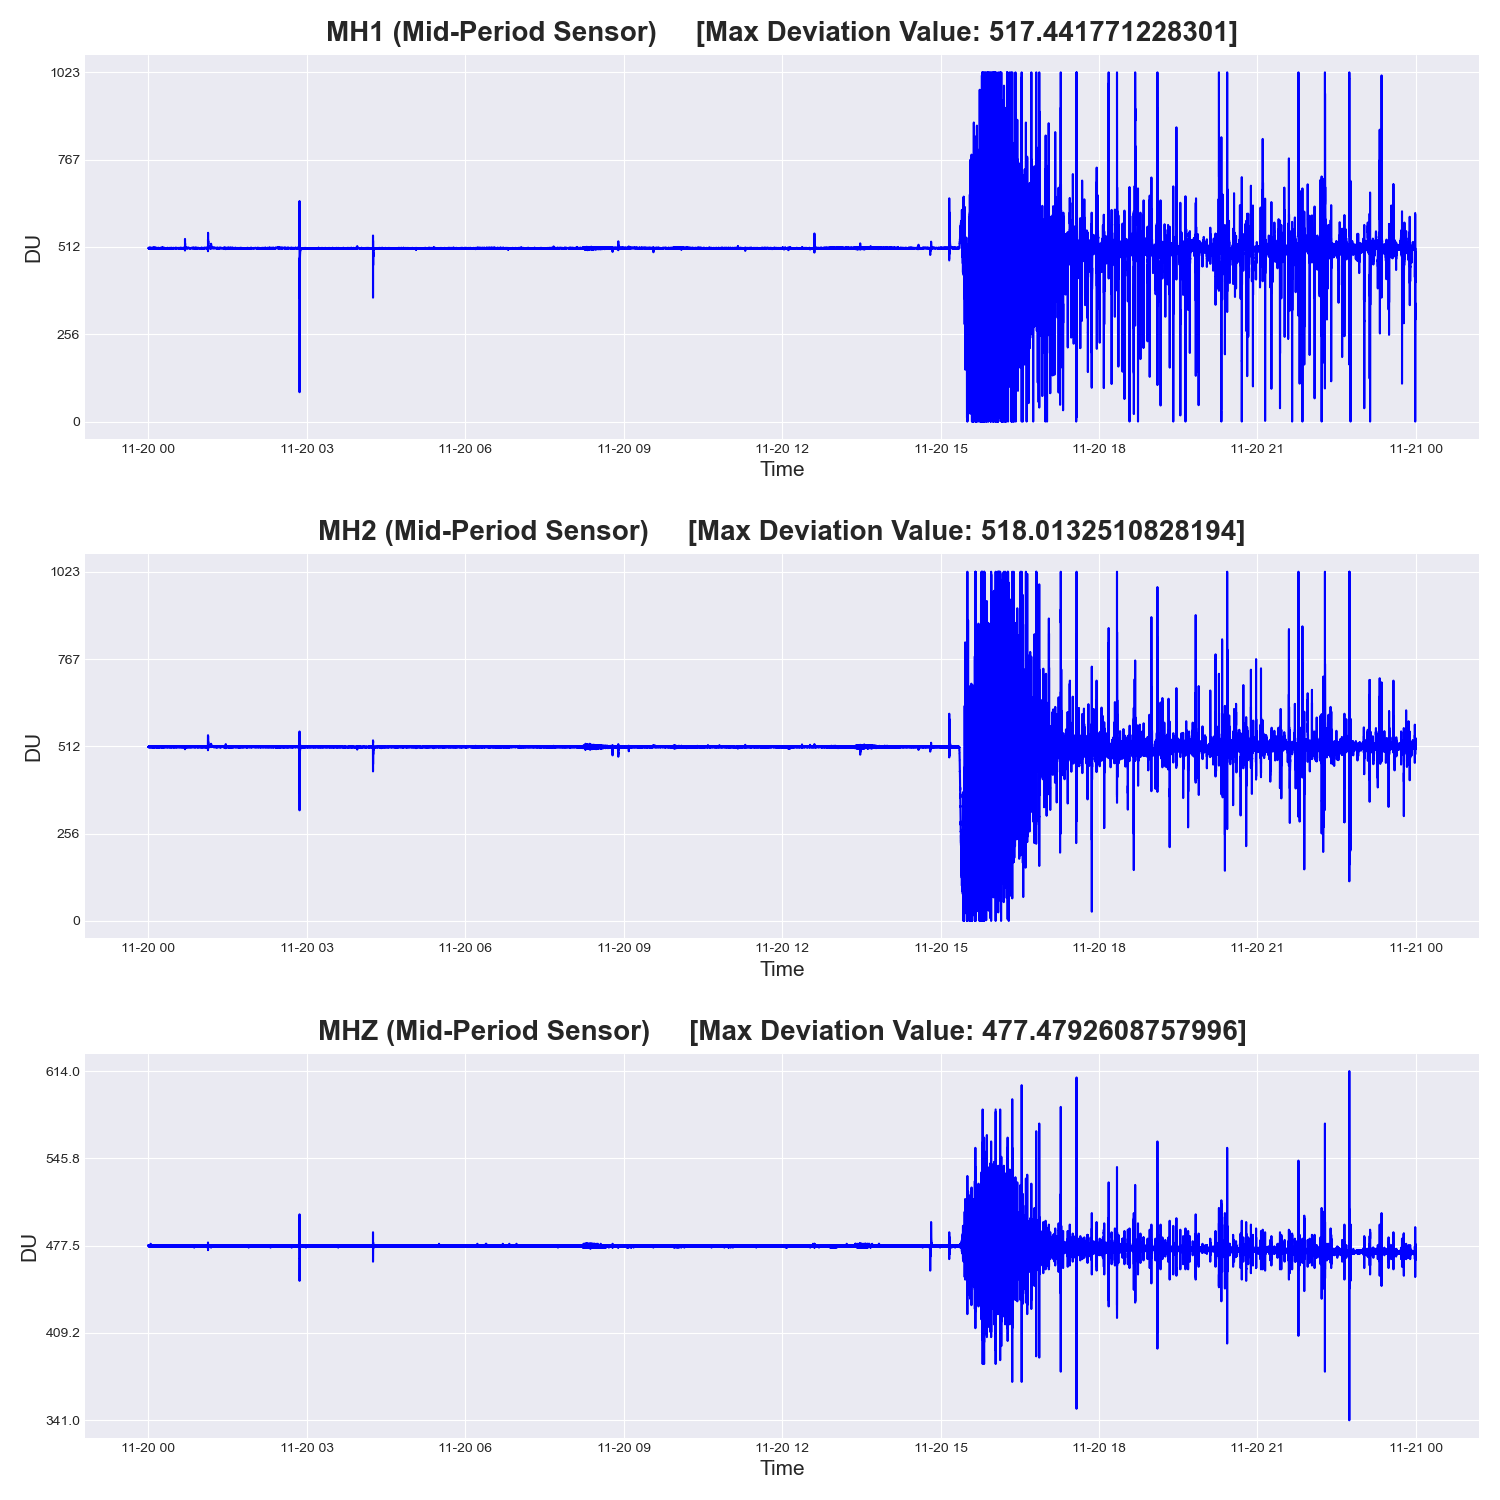 MH1 (Mid-Period Sensor)     [Max Deviation Value: 517.441771228301]
1023
767
512
256
0
DU
11-20 00 11-20 03 11-20 06 11-20 09 11-20 12 11-20 15 11-20 18 11-20 21 11-21 00
Time
MH2 (Mid-Period Sensor)     [Max Deviation Value: 518.0132510828194]
1023
767
512
256
0
DU
11-20 00 11-20 03 11-20 06 11-20 09 11-20 12 11-20 15 11-20 18 11-20 21 11-21 00
Time
MHZ (Mid-Period Sensor)     [Max Deviation Value: 477.4792608757996]
614.0
545.8
477.5
409.2
341.0
DU
11-20 00 11-20 03 11-20 06 11-20 09 11-20 12 11-20 15 11-20 18 11-20 21 11-21 00
Time